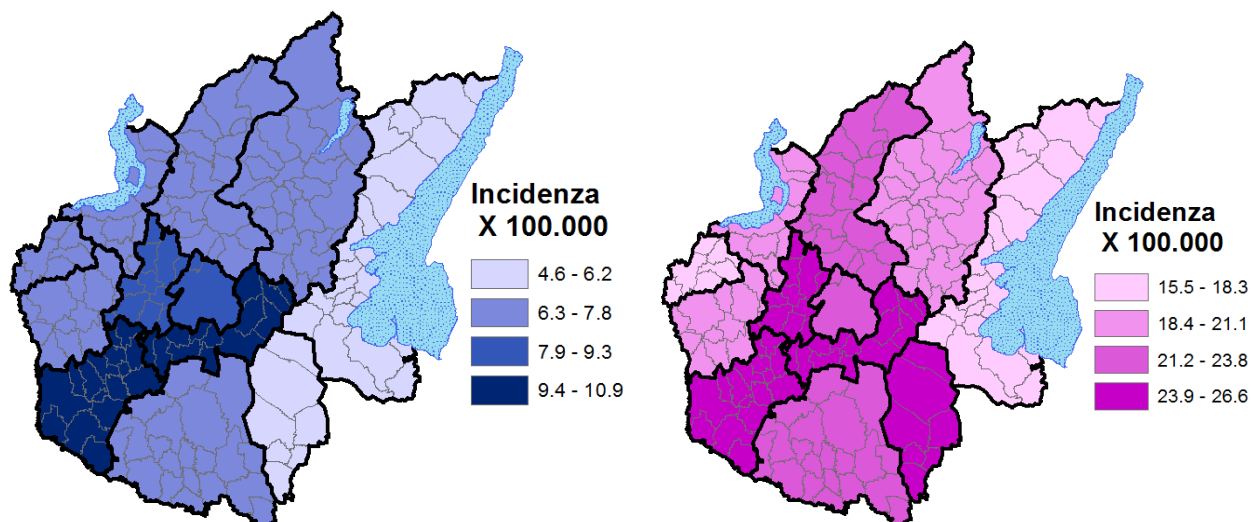 Incidenza
X 100.000
4.6 - 6.2
6.3 - 7.8
7.9 - 9.3
9.4 - 10.9
Incidenza
X 100.000
15.5 - 18.3
18.4 - 21.1
21.2 - 23.8
23.9 - 26.6